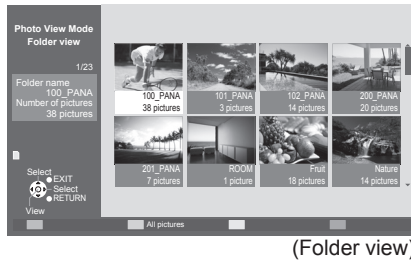 Photo View Mode
Folder view
1/23
Folder name
100_PANA
Number of pictures
38 pictures
Select
EXIT
Select
RETURN
View
100_PANA
38 pictures
101_PANA
3 pictures
102_PANA
14 pictures
200_PANA
20 pictures
201_PANA
7 pictures
ROOM
1 picture
Fruit
18 pictures
Nature
14 pictures
All pictures
(Folder view)